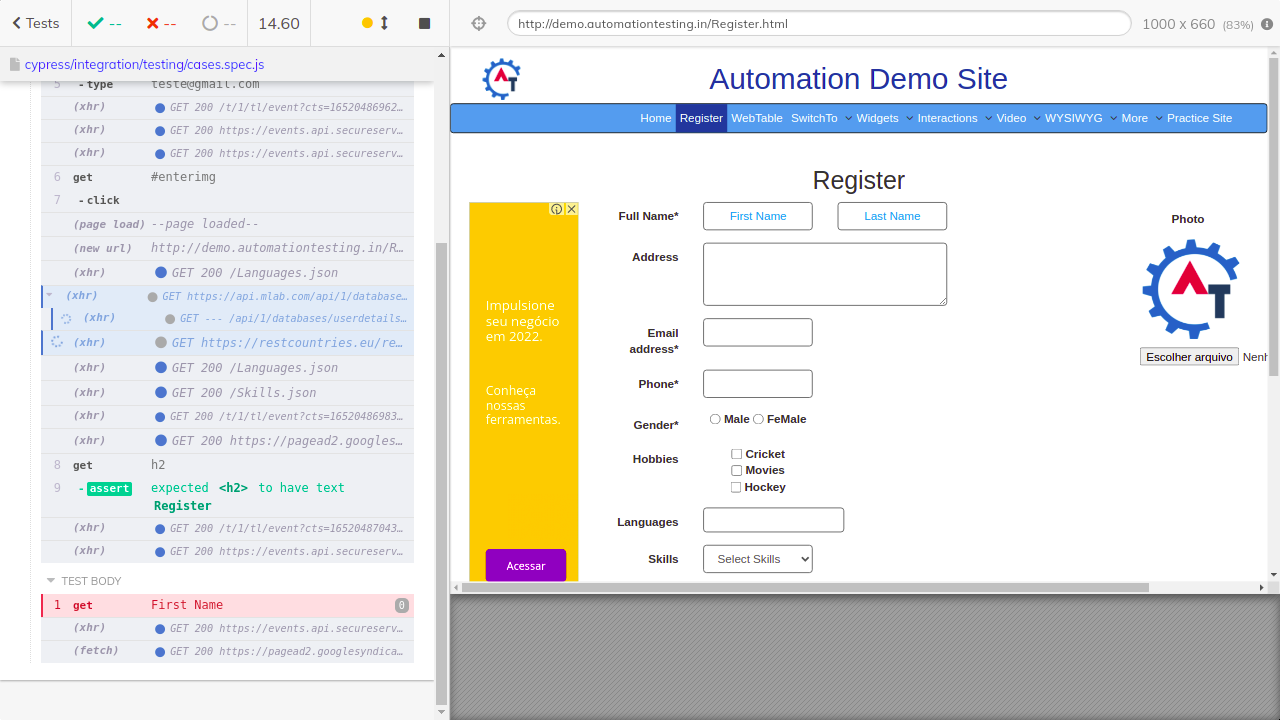 Tests
--
--
--
14.60
http://demo.automationtesting.in/Register.html
1000 x 660 (83%)
cypress/integration/testing/cases.spec.js
5 -type teste@gmail.com
(xhr) GET 200 /t/1/tl/event?cts=16520486962…
(xhr) GET 200 https://events.api.secureserv…
(xhr) GET 200 https://events.api.secureserv…
6 get #enterimg
7 -click
(page load) --page loaded--
(new url) http://demo.automationtesting.in/R…
(xhr) GET 200 /Languages.json
(xhr) GET https://api.mlab.com/api/1/database…
(xhr) GET --- /api/1/databases/userdetails…
(xhr) GET https://restcountries.eu/re…
(xhr) GET 200 /Languages.json
(xhr) GET 200 /Skills.json
(xhr) GET 200 /t/1/tl/event?cts=16520486983…
(xhr) GET 200 https://pagead2.googles…
8 get h2
9 -assert expected <h2> to have text
Register
(xhr) GET 200 /t/1/tl/event?cts=16520487043…
(xhr) GET 200 https://events.api.secureserv…
TEST BODY
1 get First Name 0
(xhr) GET 200 https://events.api.secureserv…
(fetch) GET 200 https://pagead2.googlesyndica…
AT
Automation Demo Site
Home Register WebTable SwitchTo Widgets Interactions Video WYSIWYG More Practice Site
Register
Impulsione
seu negócio
em 2022.
Conheça
nossas
ferramentas.
Acessar
Full Name* First Name Last Name
Address
Email
address*
Phone*
Gender* Male FeMale
Hobbies Cricket
Movies
Hockey
Languages
Skills Select Skills
Photo
AT
Escolher arquivo Nenh